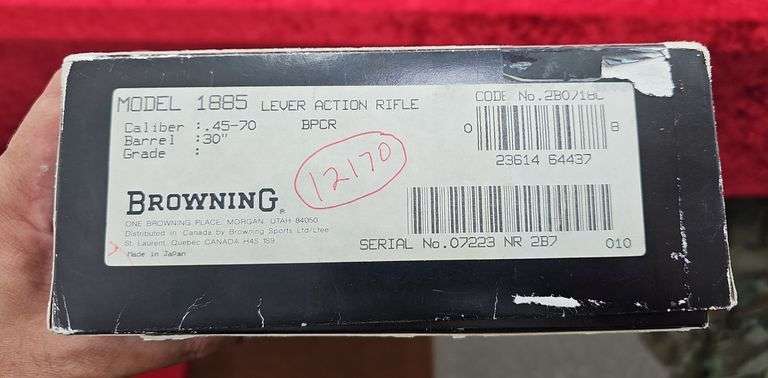 MODEL 1885 LEVER ACTION RIFLE
CODE No.
Caliber : .45-70 BPCR
Barrel : 30"
Grade :
0 8
23614 64437
12170
BROWNING®
ONE BROWNING PLACE, MORGAN, UTAH 84050
Distributed in Canada by Browning Sports Ltd/Ltee
St. Laurent, Quebec CANADA H4S 1S9
Made in Japan
SERIAL No.07223 NR 2B7 010